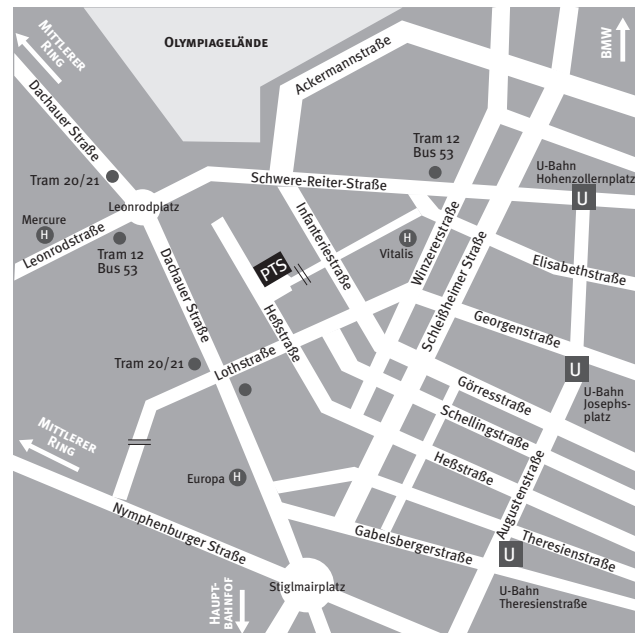 MITTLERER
RING
OLYMPIAGELÄNDE
Ackermannstraße
BMW
Dachauer Straße
Tram 12
Bus 53
U-Bahn
Hohenzollernplatz
U
Tram 20/21
Schwere-Reiter-Straße
Leonrodplatz
Mercure
H
Leonrodstraße
Tram 12
Bus 53
Infanteriestraße
H
Vitalis
Winzererstraße
Elisabethstraße
Dachauer Straße
PTS
Schleißheimer Straße
Heßstraße
Georgenstraße
Tram 20/21
Lothstraße
U
U-Bahn
Josephs-
platz
Görresstraße
Schellingstraße
MITTLERER
RING
Heßstraße
Europa
H
Augustenstraße
Nymphenburger Straße
Gabelsbergerstraße
Theresienstraße
U
U-Bahn
Theresienstraße
Stiglmairplatz
HAUPT-
BAHNFOF